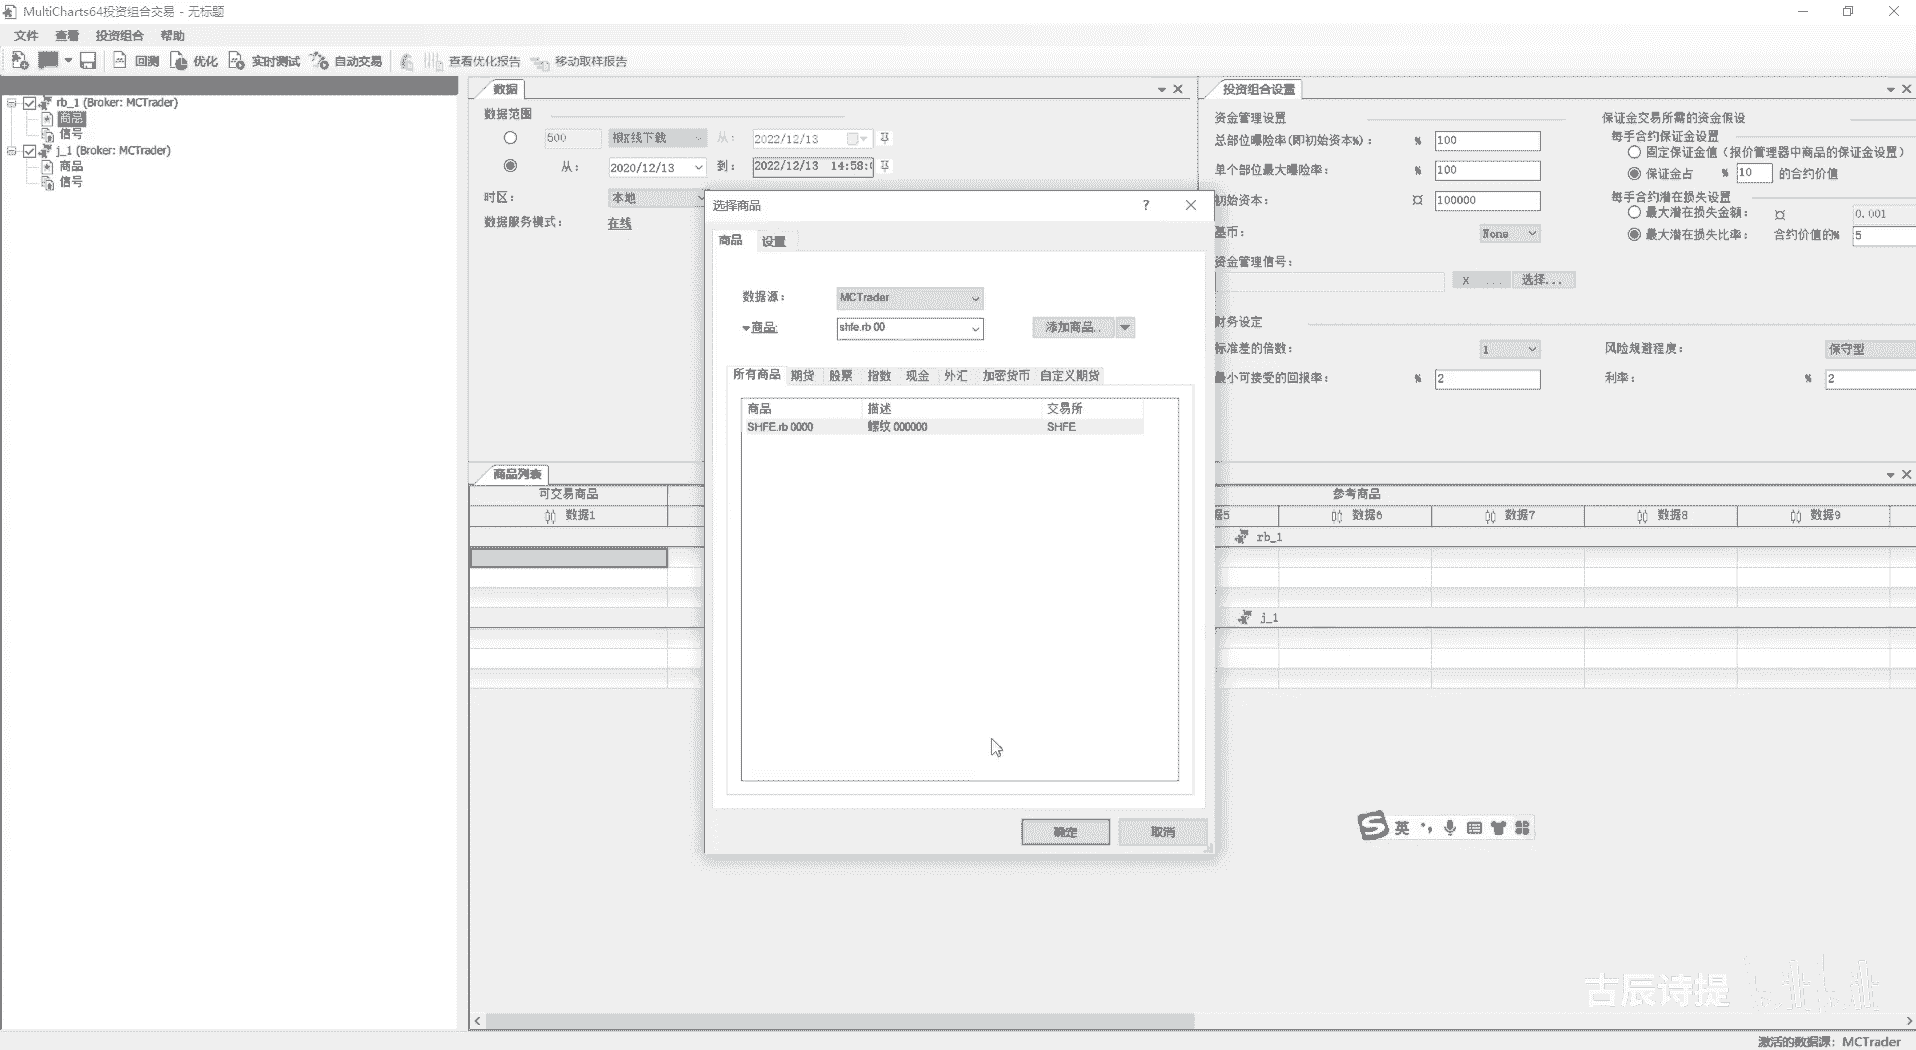 MultiCharts64投资组合交易 - 无标题
文件 查看 投资组合 帮助
回测 优化 实时测试 自动交易 查看优化报告 移动取样报告
rb_1 (Broker: MCTrader)
商品
信号
j_1 (Broker: MCTrader)
商品
信号
数据
数据范围
500 根K线下载 从: 2022/12/13
从: 2020/12/13 到: 2022/12/13 14:58:
时区: 本地
数据服务模式: 在线
投资组合设置
资金管理设置
总部位曝险率(即初始资本%): % 100
单个部位最大曝险率: % 100
初始资本: ¤ 100000
基币: None
资金管理信号:
x ... 选择...
保证金交易所需的资金假设
每手合约保证金设置
固定保证金值(报价管理器中商品的保证金设置)
保证金占 % 10 的合约价值
每手合约潜在损失设置
最大潜在损失金额: ¤ 0.001
最大潜在损失比率: 合约价值的% 5
财务设定
标准差的倍数: 1 风险规避程度: 保守型
最小可接受的回报率: % 2 利率: % 2
选择商品 ?
商品 设置
数据源: MCTrader
商品: shfe.rb 00 添加商品..
所有商品 期货 股票 指数 现金 外汇 加密货币 自定义期货
商品 描述 交易所
SHFE.rb 0000 螺纹 000000 SHFE
确定 取消
商品列表
可交易商品 参考商品
数据1 据5 数据6 数据7 数据8 数据9
rb_1
j_1
英
古辰诗提
激活的数据源: MCTrader